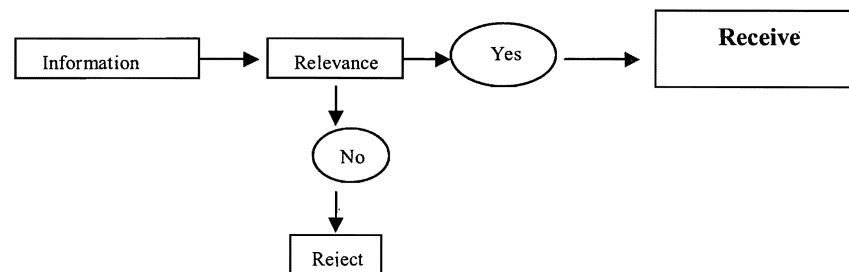 Information
Relevance
Yes
Receive
No
Reject